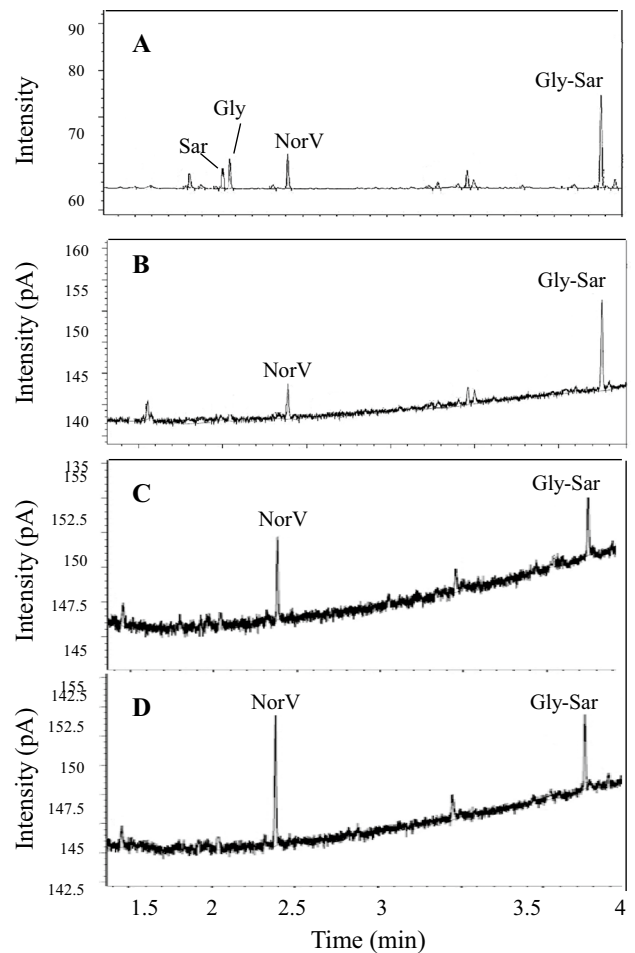 90
A
80
Gly-Sar
Gly
70
Sar
NorV
60
Intensity
160
B
155
Gly-Sar
150
145
NorV
140
135
Intensity (pA)
155
C
Gly-Sar
152.5
NorV
150
147.5
145
142.5
Intensity (pA)
155
D
NorV
Gly-Sar
152.5
150
147.5
145
142.5
Intensity (pA)
1.5 2 2.5 3 3.5 4
Time (min)